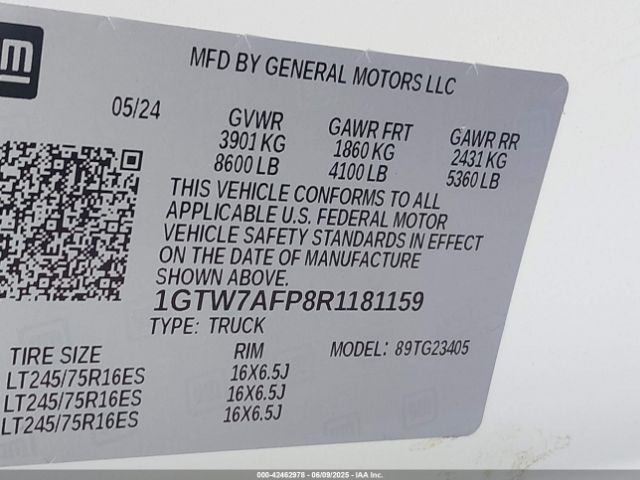 gm
MFD BY GENERAL MOTORS LLC
05/24 GVWR GAWR FRT GAWR RR
3901 KG 1860 KG 2431 KG
8600 LB 4100 LB 5360 LB
THIS VEHICLE CONFORMS TO ALL
APPLICABLE U.S. FEDERAL MOTOR
VEHICLE SAFETY STANDARDS IN EFFECT
ON THE DATE OF MANUFACTURE
SHOWN ABOVE.
1GTW7AFP8R1181159
TYPE: TRUCK MODEL: 89TG23405
TIRE SIZE RIM
LT245/75R16ES 16X6.5J
LT245/75R16ES 16X6.5J
LT245/75R16ES 16X6.5J
000-42462978 - 06/09/2025 - IAAI.CA